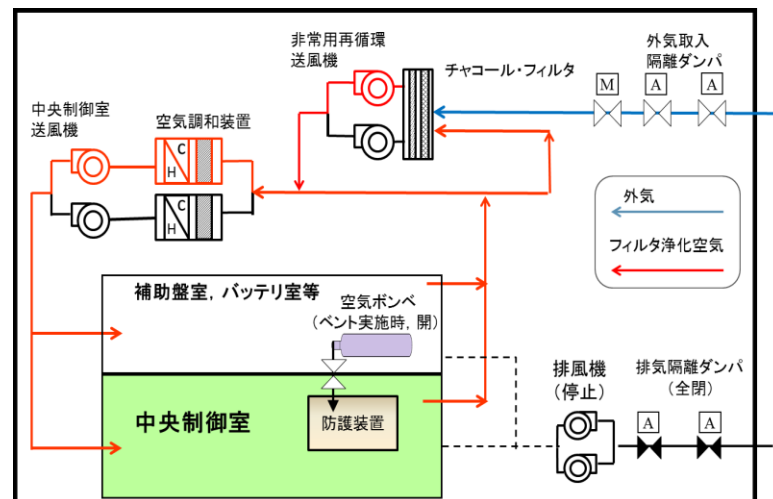 非常用再循環
送風機
チャコール・フィルタ
外気取入
隔離ダンパ
M
A
A
中央制御室
送風機
空気調和装置
C
H
C
H
外気
フィルタ浄化空気
補助盤室，バッテリ室等
空気ボンベ
（ベント実施時，開）
中央制御室
防護装置
排風機
（停止）
排気隔離ダンパ
（全閉）
A
A